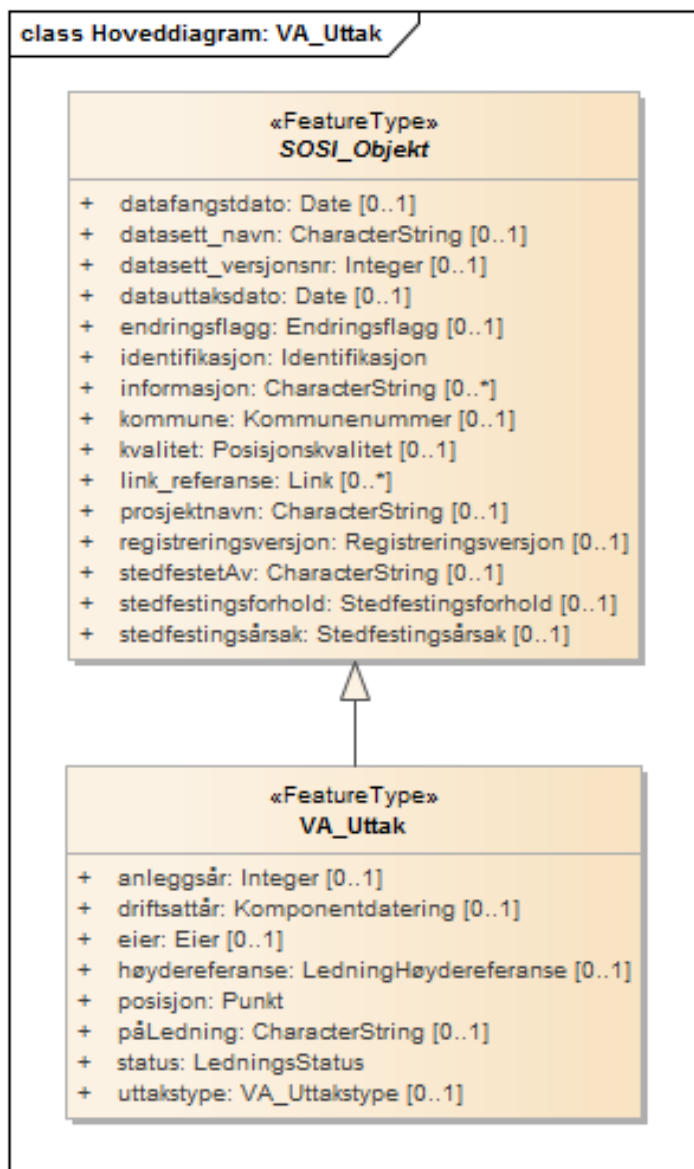 class Hoveddiagram: VA_Uttak
«FeatureType»
SOSI_Objekt
+ datafangstdato: Date [0..1]
+ datasett_navn: CharacterString [0..1]
+ datasett_versjonsnr: Integer [0..1]
+ datauttaksdato: Date [0..1]
+ endringsflagg: Endringsflagg [0..1]
+ identifikasjon: Identifikasjon
+ informasjon: CharacterString [0..*]
+ kommune: Kommunenummer [0..1]
+ kvalitet: Posisjonskvalitet [0..1]
+ link_referanse: Link [0..*]
+ prosjektnavn: CharacterString [0..1]
+ registreringsversjon: Registreringsversjon [0..1]
+ stedfestetAv: CharacterString [0..1]
+ stedfestingsforhold: Stedfestingsforhold [0..1]
+ stedfestingsårsak: Stedfestingsårsak [0..1]
«FeatureType»
VA_Uttak
+ anleggsår: Integer [0..1]
+ driftsattår: Komponentdatering [0..1]
+ eier: Eier [0..1]
+ høydereferanse: LedningHøydereferanse [0..1]
+ posisjon: Punkt
+ påLedning: CharacterString [0..1]
+ status: LedningsStatus
+ uttakstype: VA_Uttakstype [0..1]